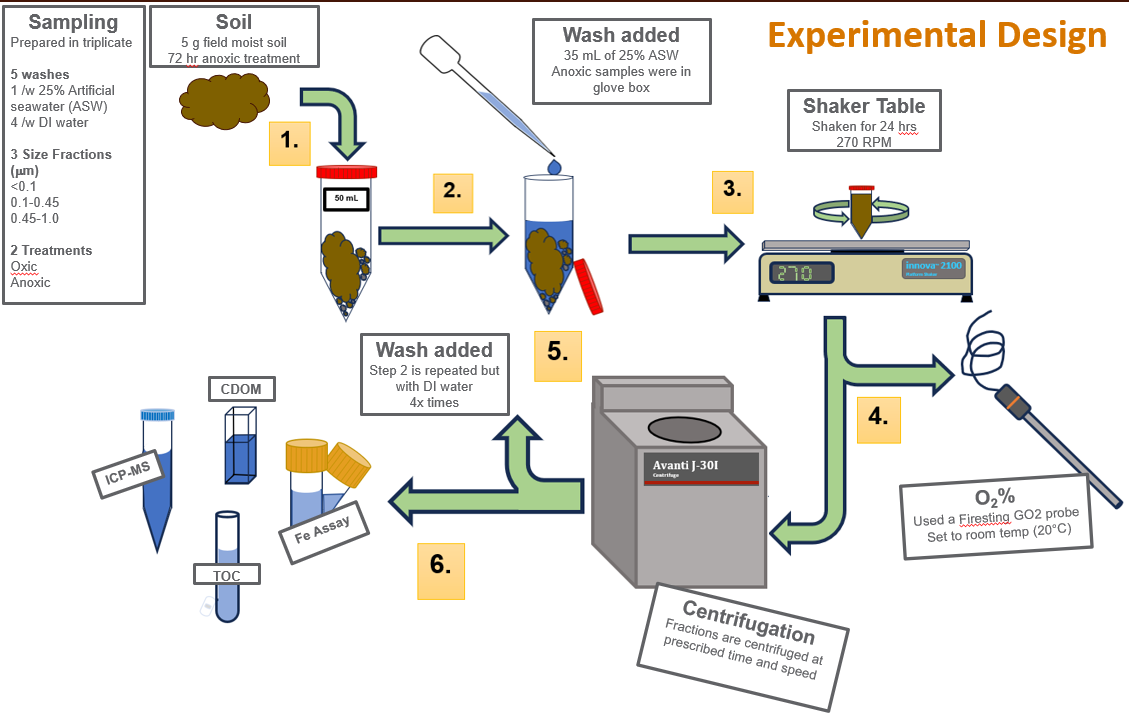 Experimental Design
Sampling
Prepared in triplicate
5 washes
1 /w 25% Artificial
seawater (ASW)
4 /w DI water
3 Size Fractions
(µm)
<0.1
0.1-0.45
0.45-1.0
2 Treatments
Oxic
Anoxic
Soil
5 g field moist soil
72 hr anoxic treatment
1.
50 mL
2.
Wash added
35 mL of 25% ASW
Anoxic samples were in
glove box
3.
Shaker Table
Shaken for 24 hrs
270 RPM
270
innova 2100
4.
O2%
Used a Firesting GO2 probe
Set to room temp (20°C)
Avanti J-30I
Centrifuge
Centrifugation
Fractions are centrifuged at
prescribed time and speed
5.
Wash added
Step 2 is repeated but
with DI water
4x times
6.
CDOM
ICP-MS
Fe Assay
TOC